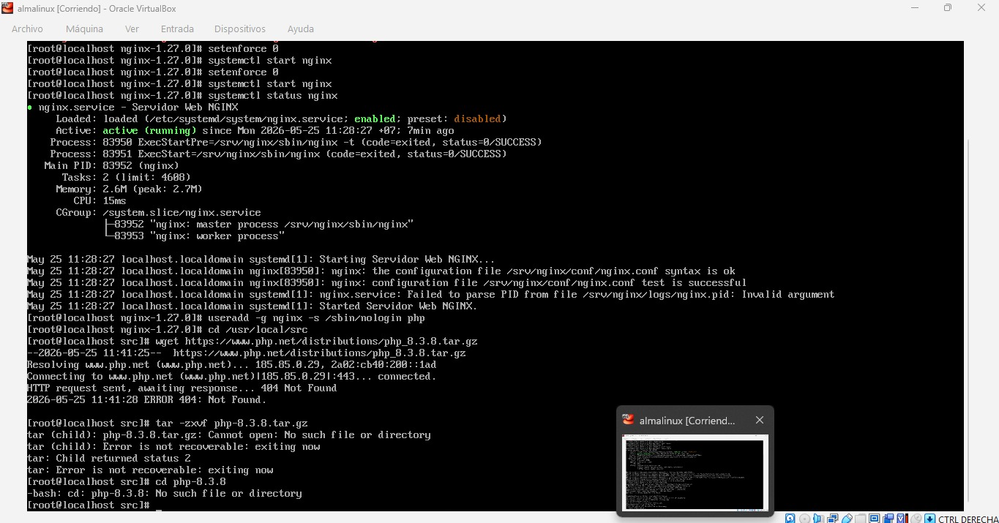 almalinux [Corriendo] - Oracle VirtualBox
Archivo Máquina Ver Entrada Dispositivos Ayuda
[root@localhost nginx-1.27.0]# setenforce 0
[root@localhost nginx-1.27.0]# systemctl start nginx
[root@localhost nginx-1.27.0]# setenforce 0
[root@localhost nginx-1.27.0]# systemctl start nginx
[root@localhost nginx-1.27.0]# systemctl status nginx
● nginx.service - Servidor Web NGINX
Loaded: loaded (/etc/systemd/system/nginx.service; enabled; preset: disabled)
Active: active (running) since Mon 2026-05-25 11:28:27 +07; 7min ago
Process: 83950 ExecStartPre=/srv/nginx/sbin/nginx -t (code=exited, status=0/SUCCESS)
Process: 83951 ExecStart=/srv/nginx/sbin/nginx (code=exited, status=0/SUCCESS)
Main PID: 83952 (nginx)
Tasks: 2 (limit: 4608)
Memory: 2.6M (peak: 2.7M)
CPU: 15ms
CGroup: /system.slice/nginx.service
├─83952 "nginx: master process /srv/nginx/sbin/nginx"
└─83953 "nginx: worker process"
May 25 11:28:27 localhost.localdomain systemd[1]: Starting Servidor Web NGINX...
May 25 11:28:27 localhost.localdomain nginx[83950]: nginx: the configuration file /srv/nginx/conf/nginx.conf syntax is ok
May 25 11:28:27 localhost.localdomain nginx[83950]: nginx: configuration file /srv/nginx/conf/nginx.conf test is successful
May 25 11:28:27 localhost.localdomain systemd[1]: nginx.service: Failed to parse PID from file /srv/nginx/logs/nginx.pid: Invalid argument
May 25 11:28:27 localhost.localdomain systemd[1]: Started Servidor Web NGINX.
[root@localhost nginx-1.27.0]# useradd -g nginx -s /sbin/nologin php
[root@localhost nginx-1.27.0]# cd /usr/local/src
[root@localhost src]# wget https://www.php.net/distributions/php_8.3.8.tar.gz
--2026-05-25 11:41:25-- https://www.php.net/distributions/php_8.3.8.tar.gz
Resolving www.php.net (www.php.net)... 185.85.0.29, 2a02:cb40:200::1ad
Connecting to www.php.net (www.php.net)|185.85.0.29|:443... connected.
HTTP request sent, awaiting response... 404 Not Found
2026-05-25 11:41:28 ERROR 404: Not Found.
[root@localhost src]# tar -zxvf php-8.3.8.tar.gz
tar (child): php-8.3.8.tar.gz: Cannot open: No such file or directory
tar (child): Error is not recoverable: exiting now
tar: Child returned status 2
tar: Error is not recoverable: exiting now
[root@localhost src]# cd php-8.3.8
-bash: cd: php-8.3.8: No such file or directory
[root@localhost src]# _
almalinux [Corriend...
CTRL DERECHA